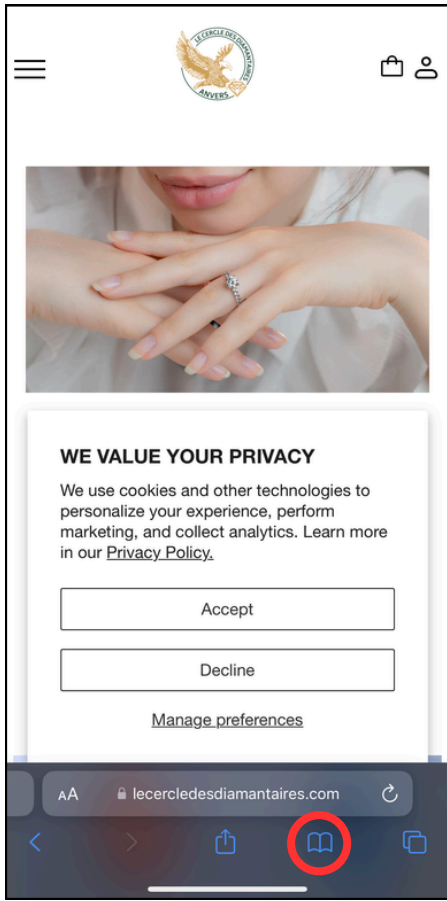 LE CERCLE DES DIAMANTAIRES
ANVERS
WE VALUE YOUR PRIVACY
We use cookies and other technologies to
personalize your experience, perform
marketing, and collect analytics. Learn more
in our Privacy Policy.
Accept
Decline
Manage preferences
AA lecercledesdiamantaires.com